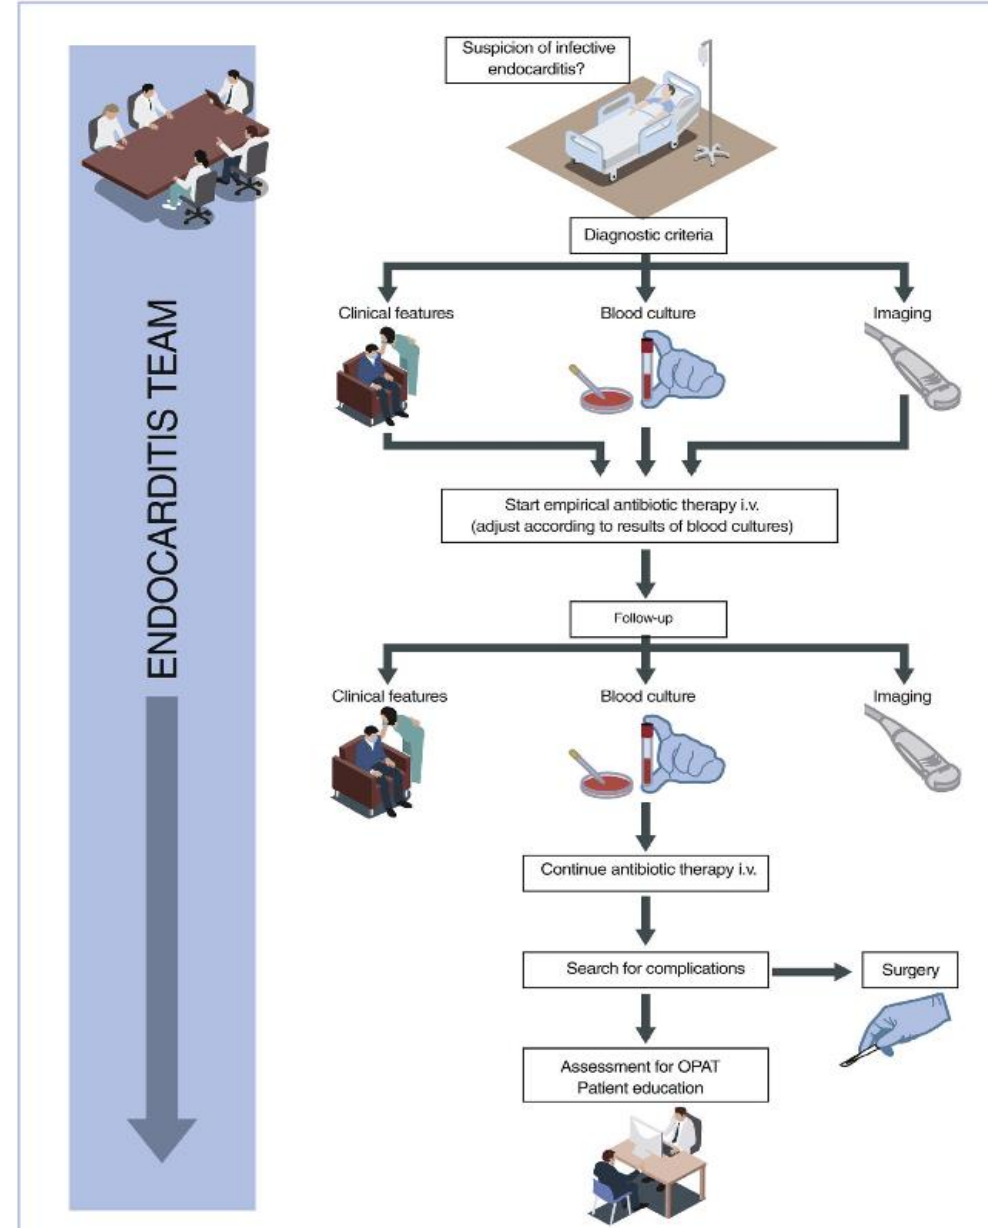 Suspicion of infective
endocarditis?
ENDOCARDITIS TEAM
Diagnostic criteria
Clinical features
Blood culture
Imaging
Start empirical antibiotic therapy i.v.
(adjust according to results of blood cultures)
Follow-up
Clinical features
Blood culture
Imaging
Continue antibiotic therapy i.v.
Search for complications
Surgery
Assessment for OPAT
Patient education